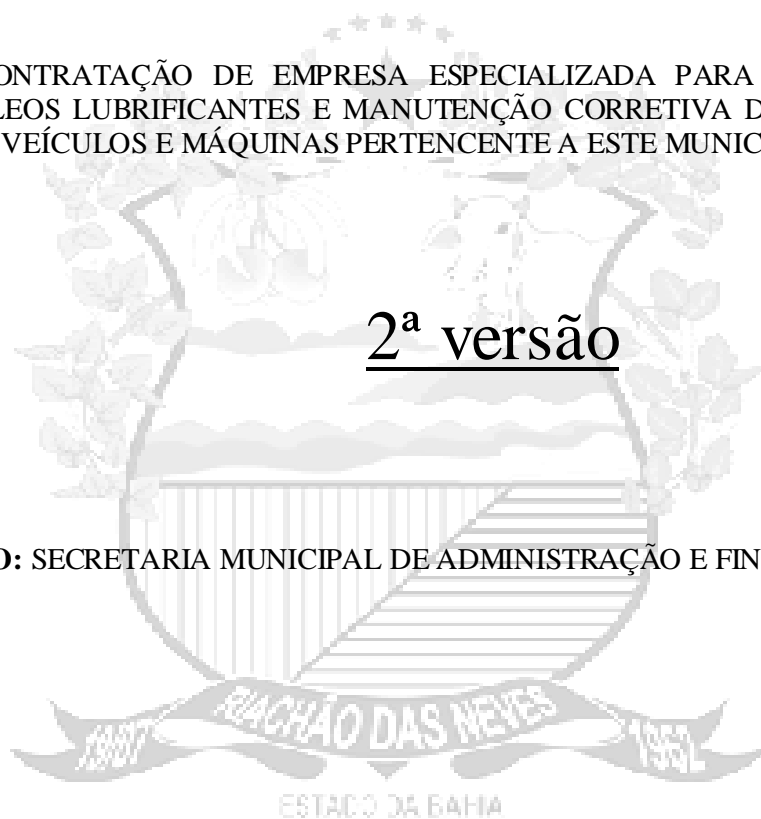 ONTRATAÇÃO DE EMPRESA ESPECIALIZADA PARA
LEOS LUBRIFICANTES E MANUTENÇÃO CORRETIVA D
VEÍCULOS E MÁQUINAS PERTENCENTE A ESTE MUNIC
2ª versão
O: SECRETARIA MUNICIPAL DE ADMINISTRAÇÃO E FIN
RIACHÃO DAS NEVES
1962
ESTADO DA BAHIA